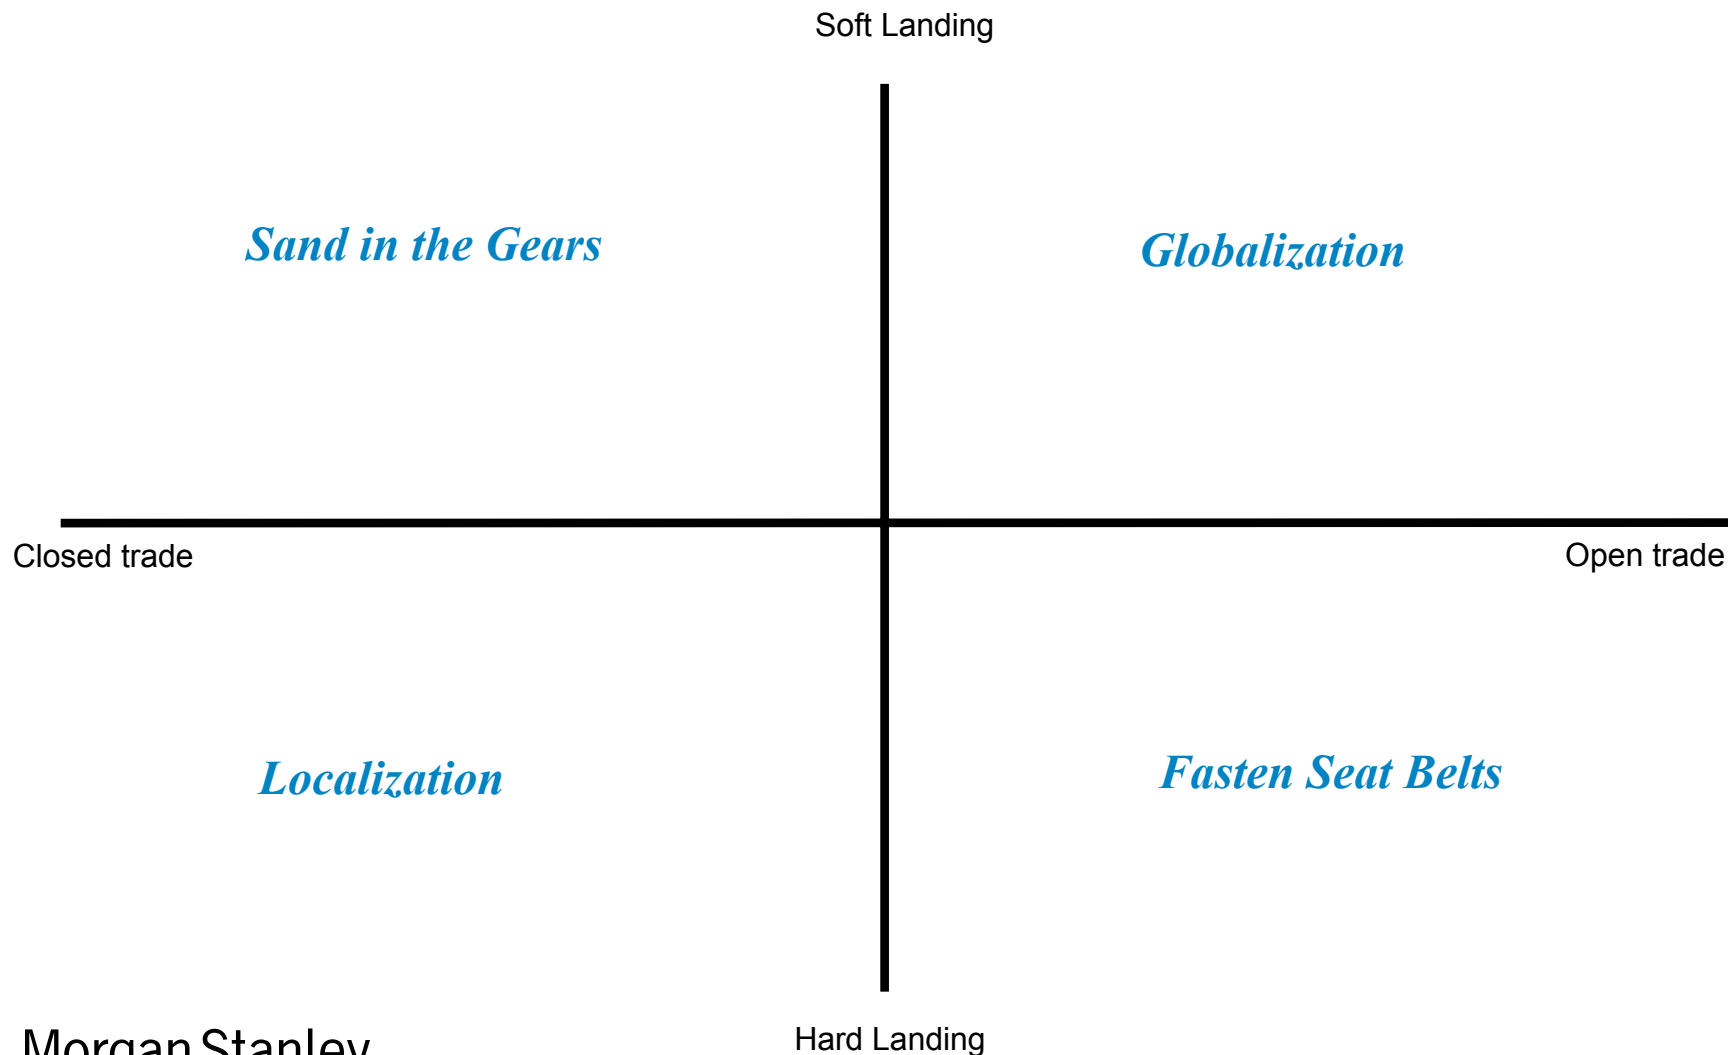 Soft Landing
Sand in the Gears
Globalization
Closed trade
Open trade
Localization
Fasten Seat Belts
Hard Landing
Morgan Stanley